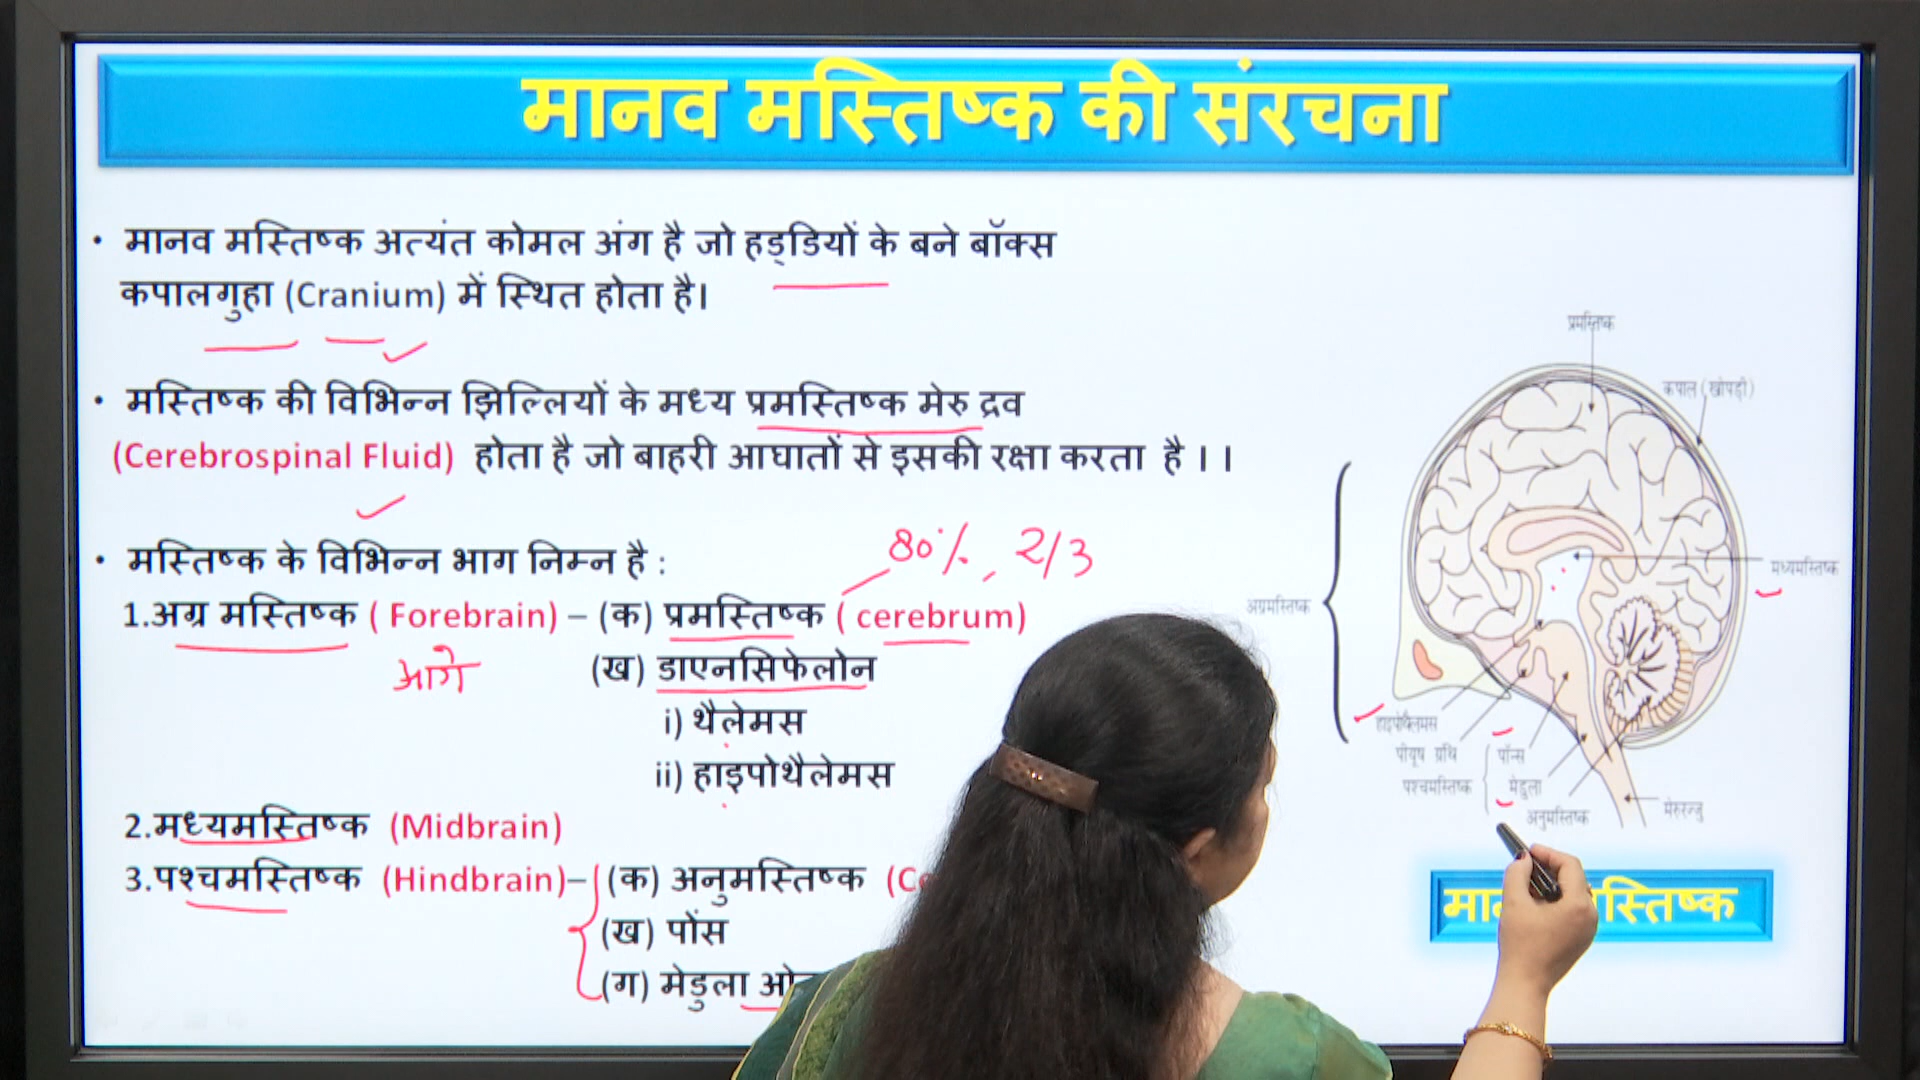 मानव मस्तिष्क की संरचना
• मानव मस्तिष्क अत्यंत कोमल अंग है जो हड्डियों के बने बॉक्स
कपालगुहा (Cranium) में स्थित होता है।
• मस्तिष्क की विभिन्न झिल्लियों के मध्य प्रमस्तिष्क मेरु द्रव
(Cerebrospinal Fluid) होता है जो बाहरी आघातों से इसकी रक्षा करता है ।।
• मस्तिष्क के विभिन्न भाग निम्न है :
80%, 2/3
1.अग्र मस्तिष्क ( Forebrain) – (क) प्रमस्तिष्क ( cerebrum)
आगे
(ख) डाएनसिफेलोन
i) थैलेमस
ii) हाइपोथैलेमस
2.मध्यमस्तिष्क (Midbrain)
3.पश्चमस्तिष्क (Hindbrain)– (क) अनुमस्तिष्क
(ख) पोंस
(ग) मेडुला
प्रमस्तिष्क
कपाल (खोपड़ी)
मध्यमस्तिष्क
अग्रमस्तिष्क
हाइपोथैलमस
पीयूष ग्रंथि
पॉन्स
पश्चमस्तिष्क
मेडुला
अनुमस्तिष्क
मेरुरज्जु